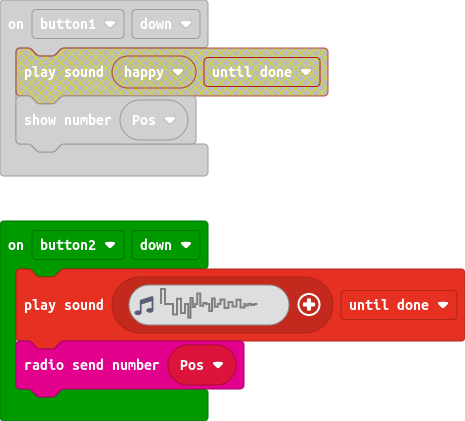 on button1 down
play sound happy until done
show number Pos
on button2 down
play sound until done
radio send number Pos